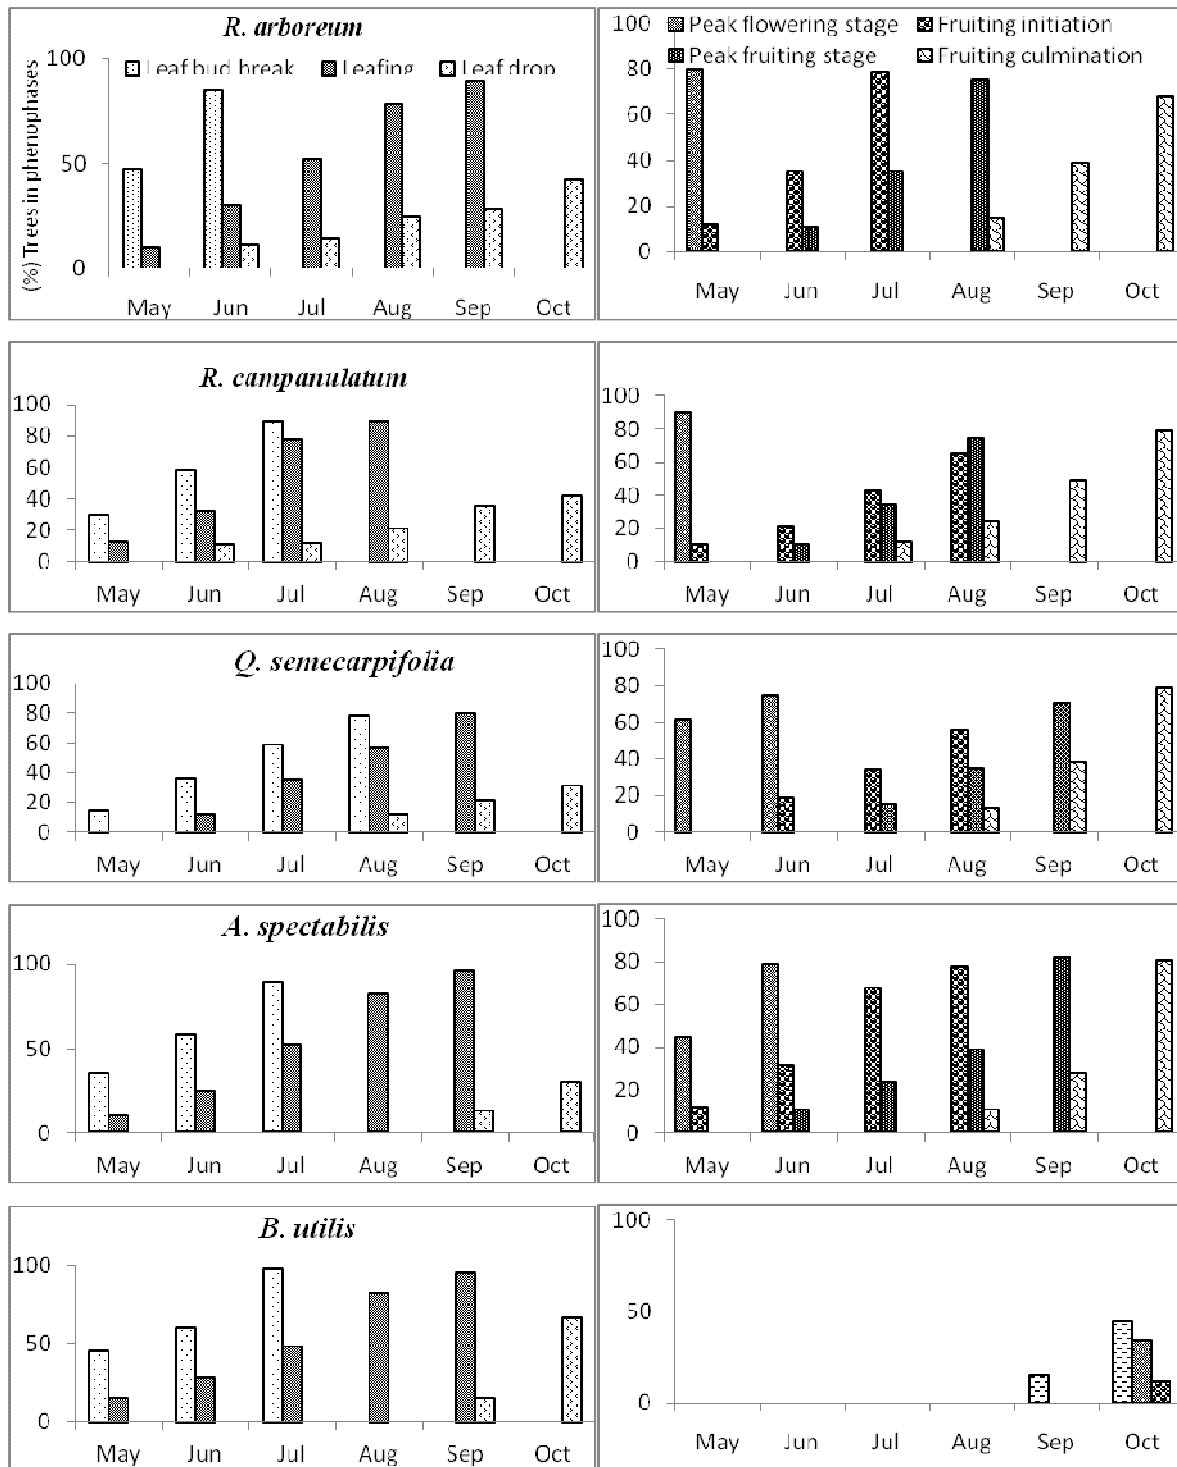 R. arboreum
100
50
0
(%) Trees in phenophases
Leaf bud break Leafing Leaf drop
May Jun Jul Aug Sep Oct
100
80
60
40
20
0
Peak flowering stage Fruiting initiation
Peak fruiting stage Fruiting culmination
May Jun Jul Aug Sep Oct
R. campanulatum
100
80
60
40
20
0
May Jun Jul Aug Sep Oct
100
80
60
40
20
0
May Jun Jul Aug Sep Oct
Q. semecarpifolia
100
80
60
40
20
0
May Jun Jul Aug Sep Oct
100
80
60
40
20
0
May Jun Jul Aug Sep Oct
A. spectabilis
100
50
0
May Jun Jul Aug Sep Oct
100
80
60
40
20
0
May Jun Jul Aug Sep Oct
B. utilis
100
50
0
May Jun Jul Aug Sep Oct
100
50
0
May Jun Jul Aug Sep Oct